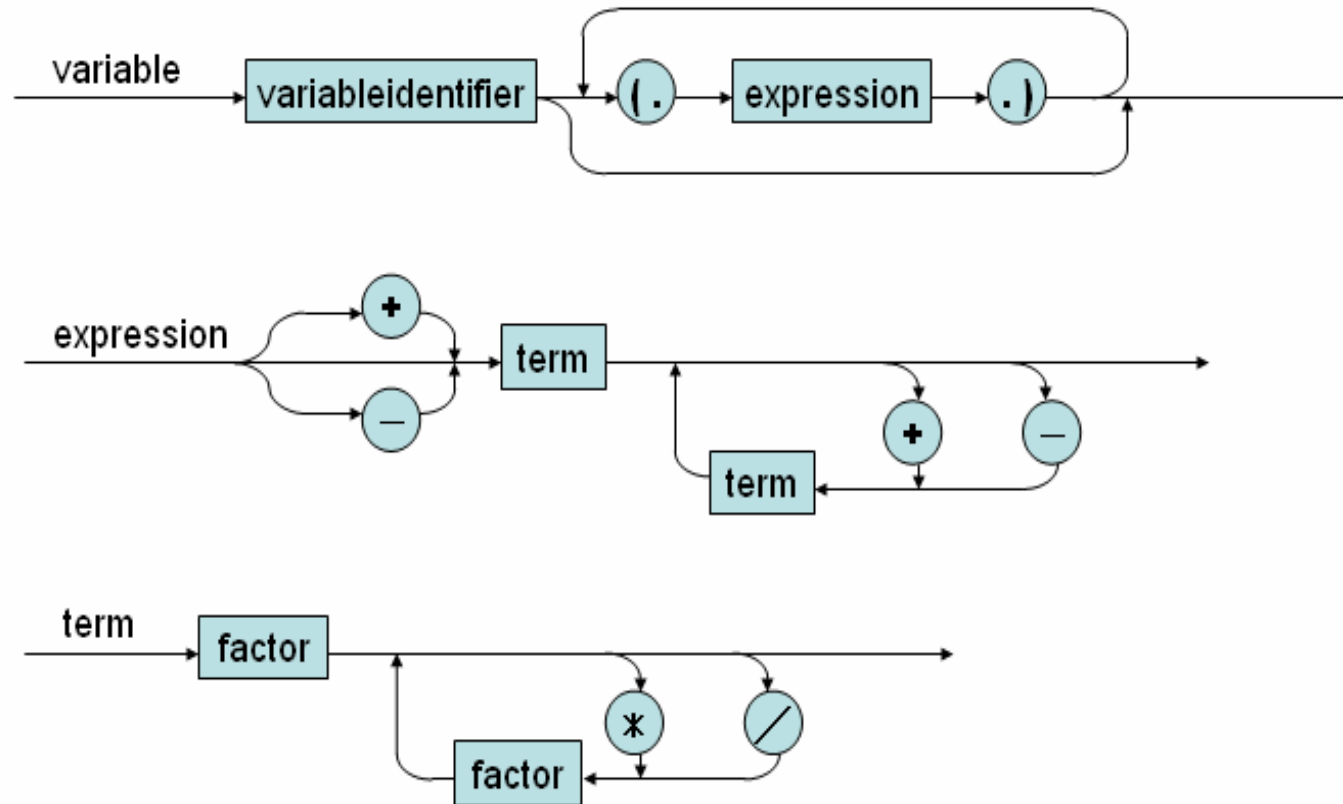 variable
variableidentifier (. expression .)
+
expression
term
–
+ –
term
term
factor
* /
factor